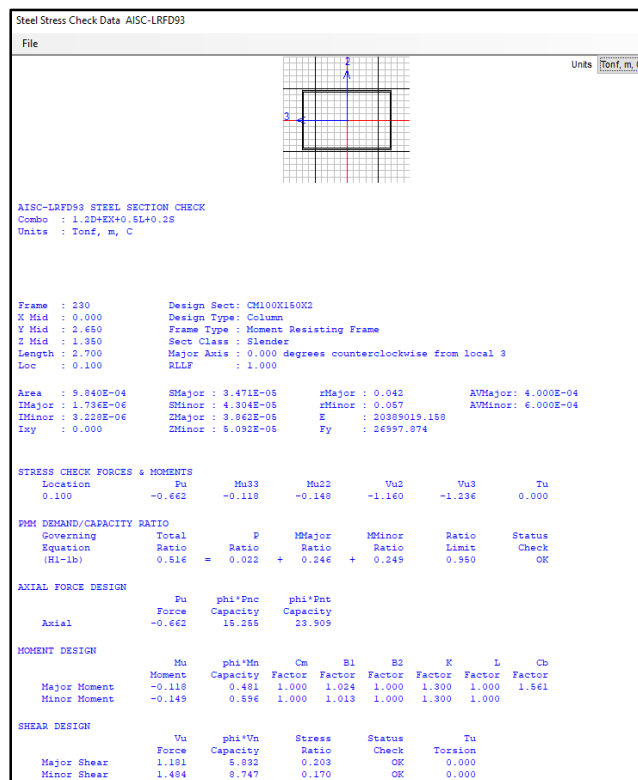 Steel Stress Check Data AISC-LRFD93
File
Units Tonf, m, C
2
3
AISC-LRFD93 STEEL SECTION CHECK
Combo : 1.2D+EX+0.5L+0.2S
Units : Tonf, m, C
Frame : 230 Design Sect: CM100X150X2
X Mid : 0.000 Design Type: Column
Y Mid : 2.650 Frame Type : Moment Resisting Frame
Z Mid : 1.350 Sect Class : Slender
Length : 2.700 Major Axis : 0.000 degrees counterclockwise from local 3
Loc : 0.100 RLLF : 1.000
Area : 9.840E-04 SMajor : 3.471E-05 rMajor : 0.042 AVMajor: 4.000E-04
IMajor : 1.736E-06 SMinor : 4.304E-05 rMinor : 0.057 AVMinor: 6.000E-04
IMinor : 3.228E-06 ZMajor : 3.862E-05 E : 20389019.158
Ixy : 0.000 ZMinor : 5.092E-05 Fy : 26997.874
STRESS CHECK FORCES & MOMENTS
Location Pu Mu33 Mu22 Vu2 Vu3 Tu
0.100 -0.662 -0.118 -0.148 -1.160 -1.236 0.000
PMM DEMAND/CAPACITY RATIO
Governing Total P MMajor MMinor Ratio Status
Equation Ratio Ratio Ratio Ratio Limit Check
(H1-1b) 0.516 = 0.022 + 0.246 + 0.249 0.950 OK
AXIAL FORCE DESIGN
Pu phi*Pnc phi*Pnt
Force Capacity Capacity
Axial -0.662 15.255 23.909
MOMENT DESIGN
Mu phi*Mn Cm B1 B2 K L Cb
Moment Capacity Factor Factor Factor Factor Factor Factor
Major Moment -0.118 0.481 1.000 1.024 1.000 1.300 1.000 1.561
Minor Moment -0.149 0.596 1.000 1.013 1.000 1.300 1.000
SHEAR DESIGN
Vu phi*Vn Stress Status Tu
Force Capacity Ratio Check Torsion
Major Shear 1.181 5.832 0.203 OK 0.000
Minor Shear 1.484 8.747 0.170 OK 0.000